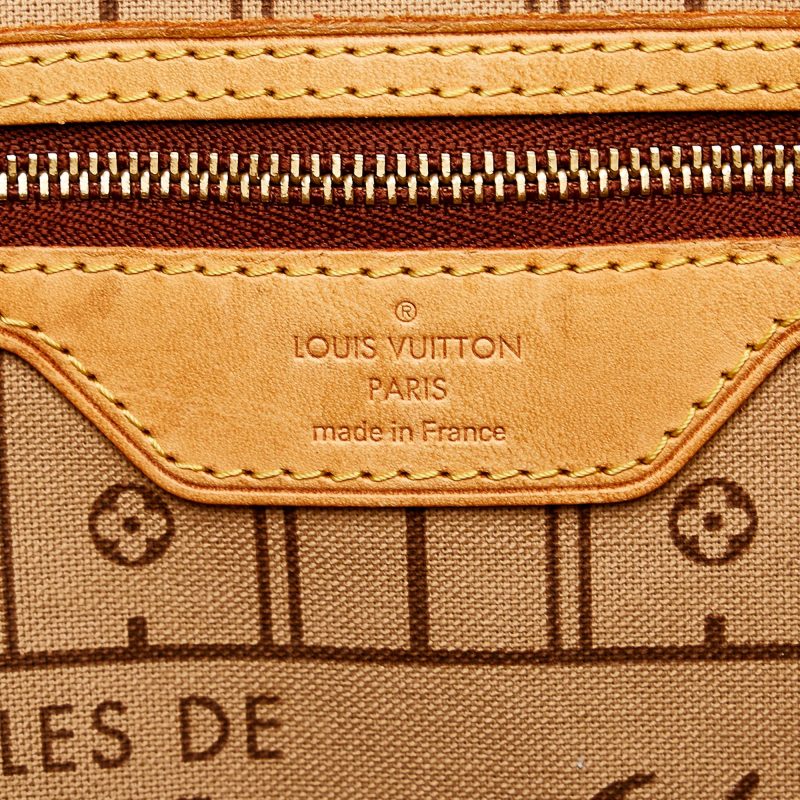 ®
LOUIS VUITTON
PARIS
made in France
LES DE